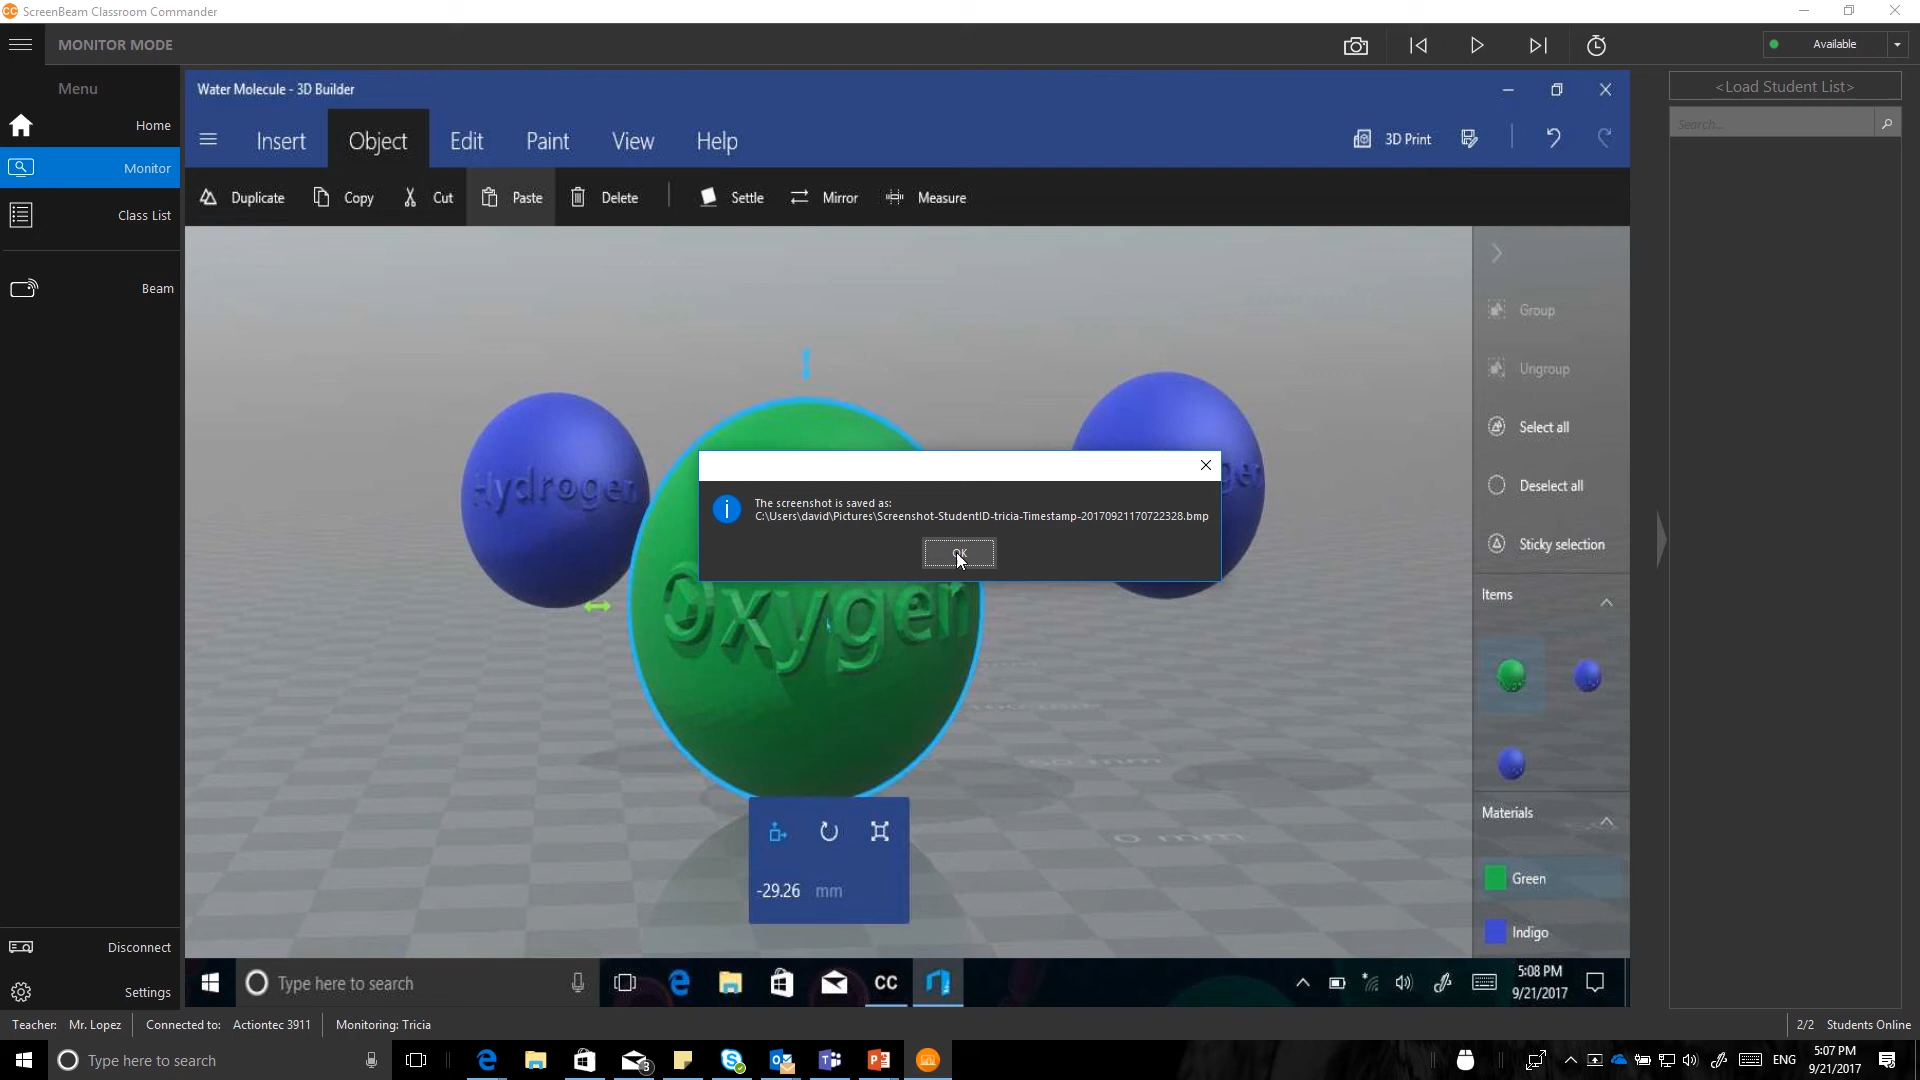 ScreenBeam Classroom Commander
MONITOR MODE
Available
Menu
Home
Monitor
Class List
Beam
Disconnect
Settings
Water Molecule - 3D Builder
Insert Object Edit Paint View Help
3D Print
Duplicate Copy Cut Paste Delete Settle Mirror Measure
<Load Student List>
Search...
Group
Ungroup
Select all
Deselect all
Sticky selection
Items
Materials
Green
Indigo
Hydrogen
Oxygen
The screenshot is saved as:
C:\Users\david\Pictures\Screenshot-StudentID-tricia-Timestamp-20170921170722328.bmp
OK
-29.26 mm
0 mm
Type here to search
CC
5:08 PM
9/21/2017
Teacher: Mr. Lopez Connected to: Actiontec 3911 Monitoring: Tricia
2/2 Students Online
Type here to search
3
ENG
5:07 PM
9/21/2017